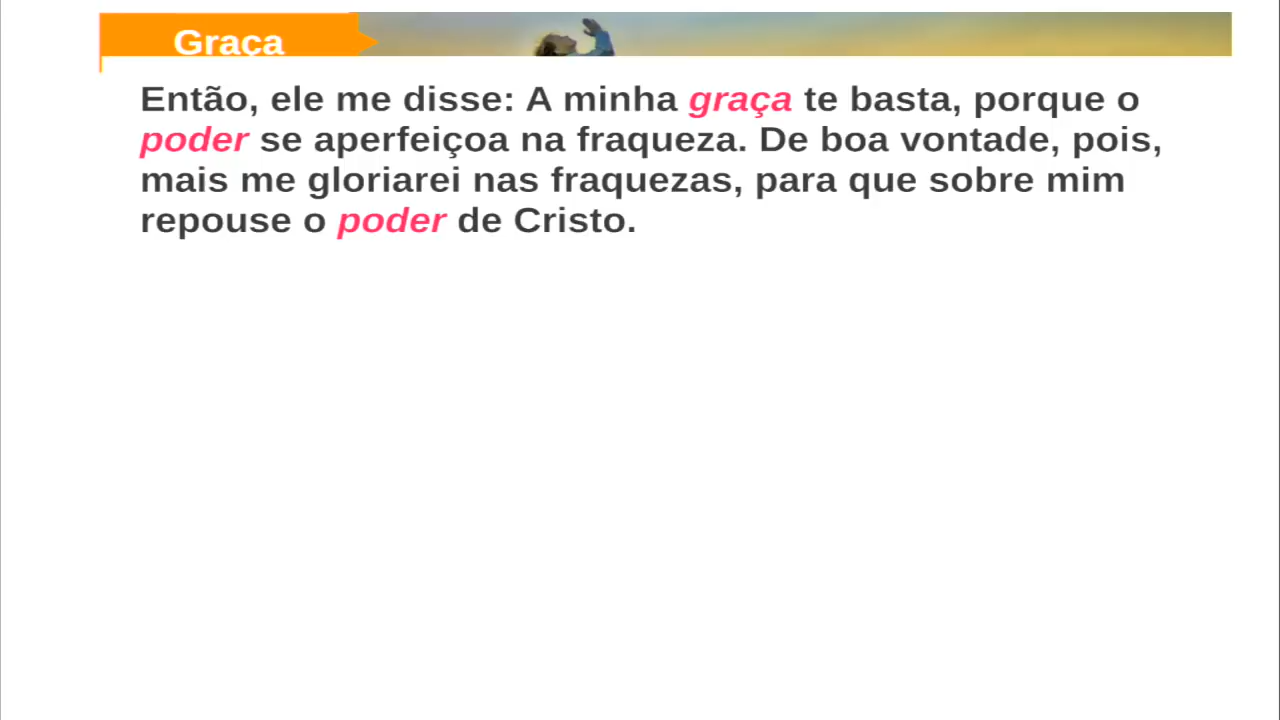 Graça
Então, ele me disse: A minha graça te basta, porque o
poder se aperfeiçoa na fraqueza. De boa vontade, pois,
mais me gloriarei nas fraquezas, para que sobre mim
repouse o poder de Cristo.